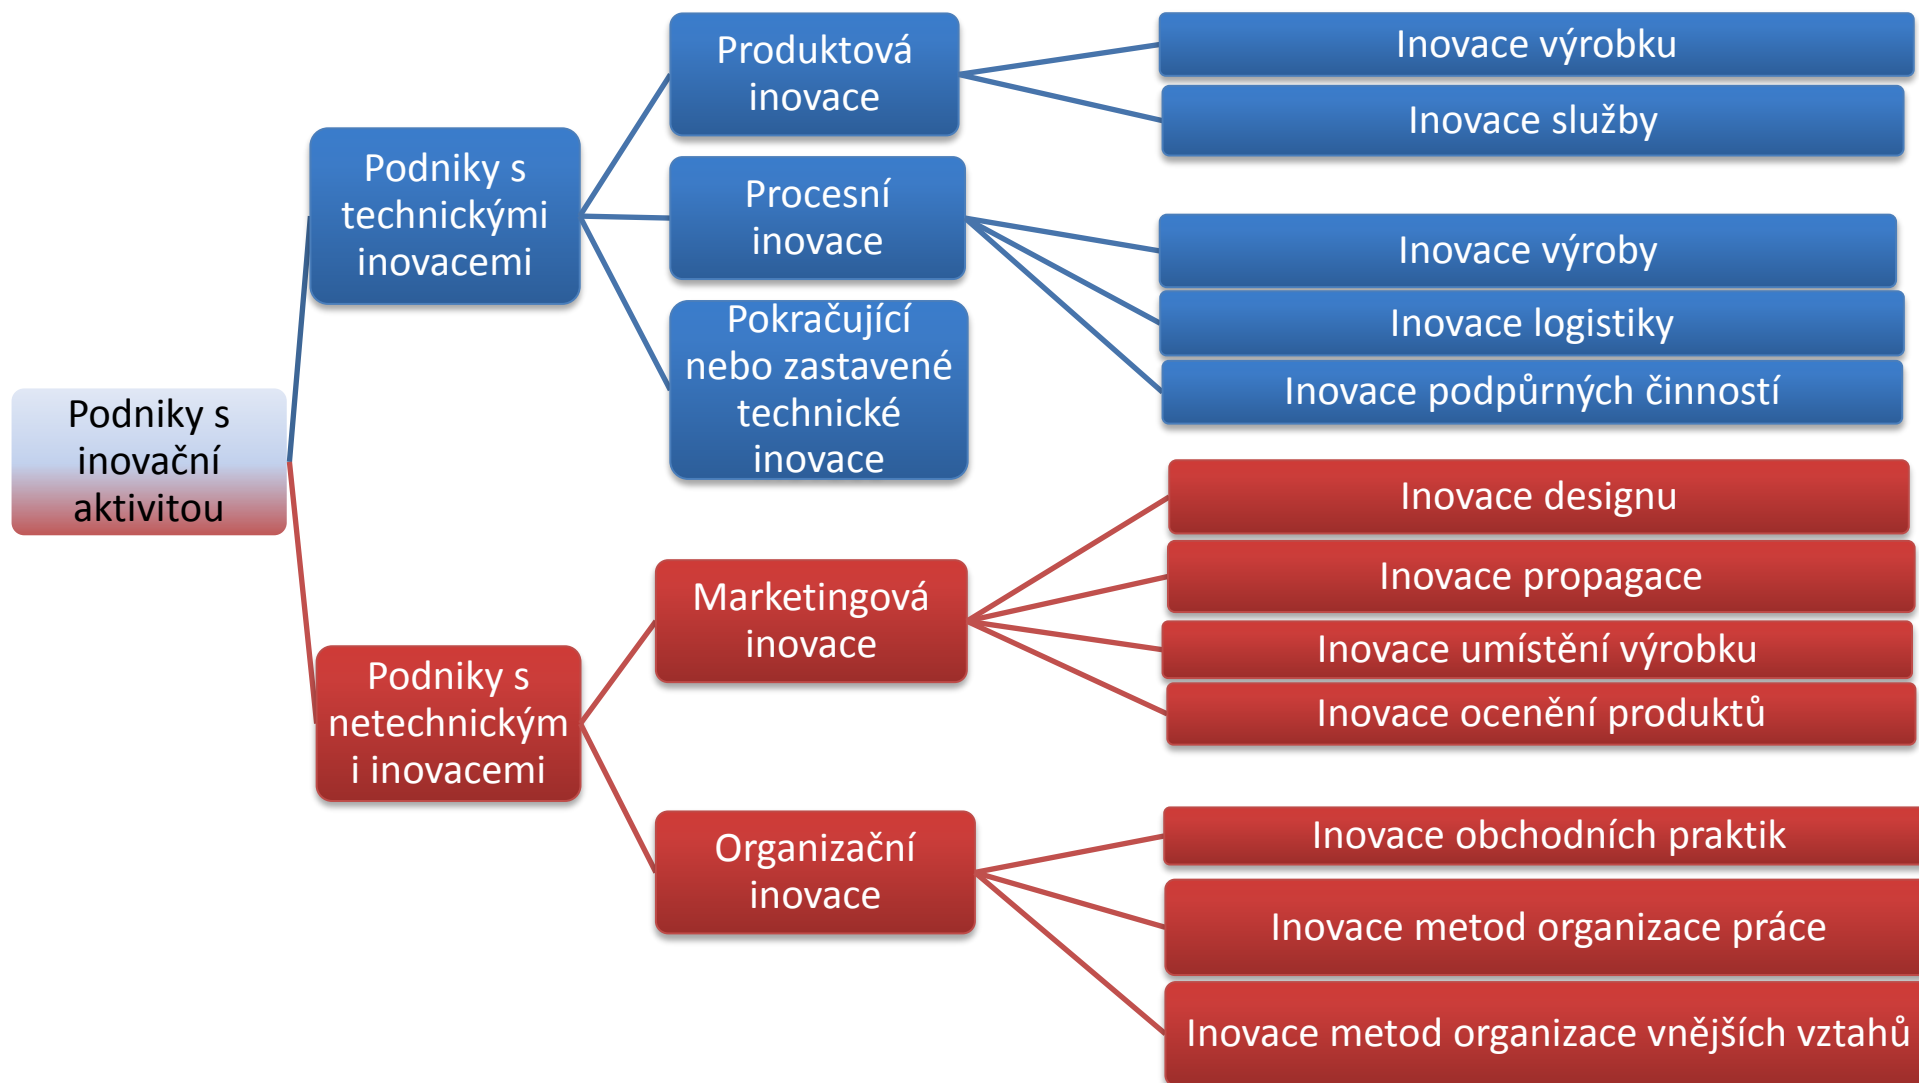 Podniky s
inovační
aktivitou
Podniky s
technickými
inovacemi
Produktová
inovace
Inovace výrobku
Inovace služby
Procesní
inovace
Inovace výroby
Inovace logistiky
Inovace podpůrných činností
Pokračující
nebo zastavené
technické
inovace
Podniky s
netechnickým
i inovacemi
Marketingová
inovace
Inovace designu
Inovace propagace
Inovace umístění výrobku
Inovace ocenění produktů
Organizační
inovace
Inovace obchodních praktik
Inovace metod organizace práce
Inovace metod organizace vnějších vztahů